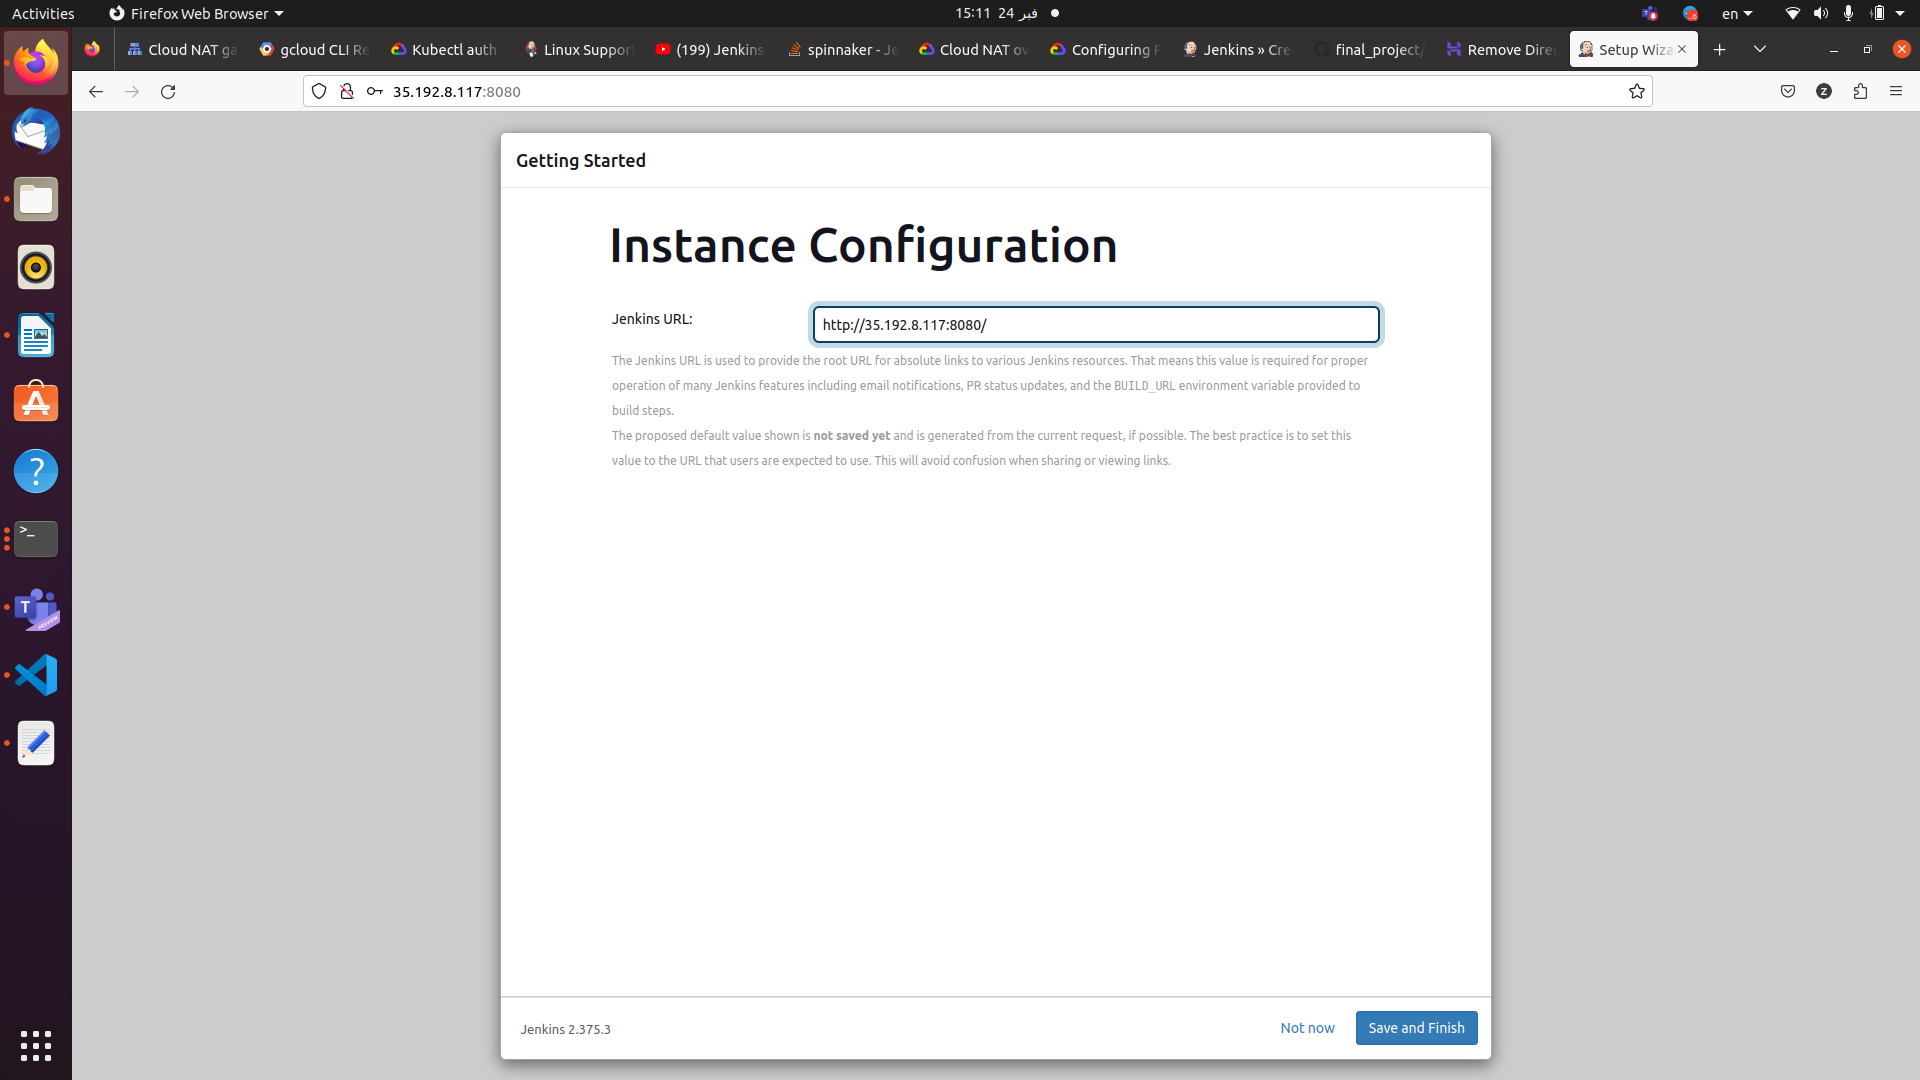 Activities
Firefox Web Browser
15:11 24 فبر
en
Cloud NAT ga
gcloud CLI Re
Kubectl auth
Linux Suppor
(199) Jenkins
spinnaker - Je
Cloud NAT ov
Configuring P
Jenkins » Cre
final_project/
Remove Direc
Setup Wiza
35.192.8.117:8080
Z
Getting Started
Instance Configuration
Jenkins URL:
http://35.192.8.117:8080/
The Jenkins URL is used to provide the root URL for absolute links to various Jenkins resources. That means this value is required for proper
operation of many Jenkins features including email notifications, PR status updates, and the BUILD_URL environment variable provided to
build steps.
The proposed default value shown is not saved yet and is generated from the current request, if possible. The best practice is to set this
value to the URL that users are expected to use. This will avoid confusion when sharing or viewing links.
Jenkins 2.375.3
Not now
Save and Finish